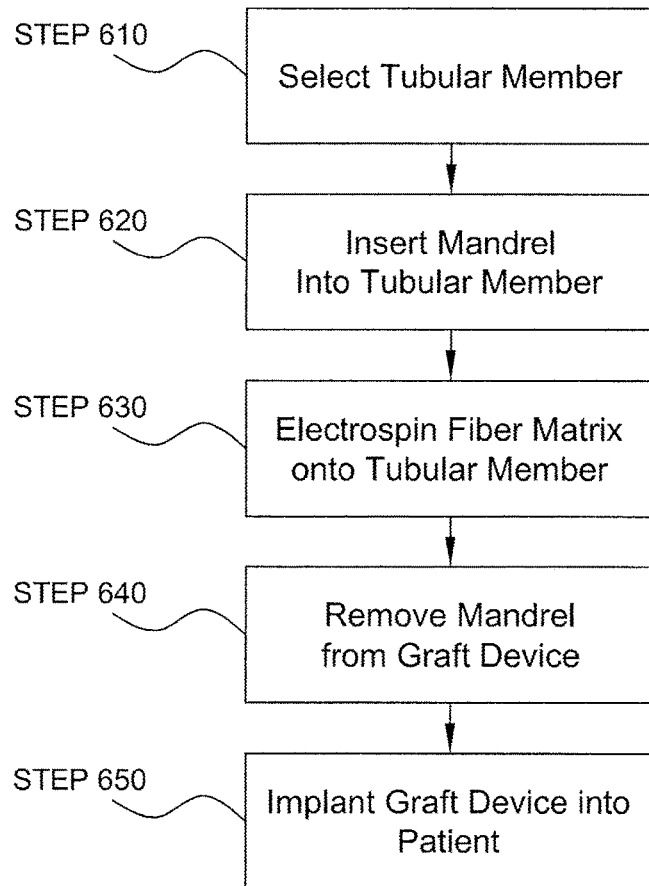 STEP 610
Select Tubular Member
STEP 620
Insert Mandrel
Into Tubular Member
STEP 630
Electrospin Fiber Matrix
onto Tubular Member
STEP 640
Remove Mandrel
from Graft Device
STEP 650
Implant Graft Device into
Patient